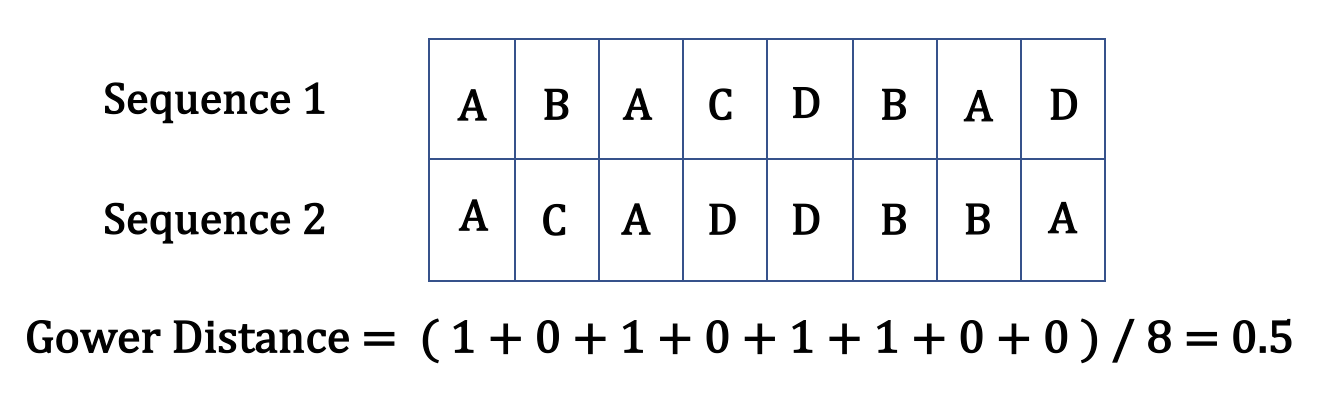 Sequence 1 A B A C D B A D
Sequence 2 A C A D D B B A
Gower Distance = ( 1 + 0 + 1 + 0 + 1 + 1 + 0 + 0 ) / 8 = 0.5